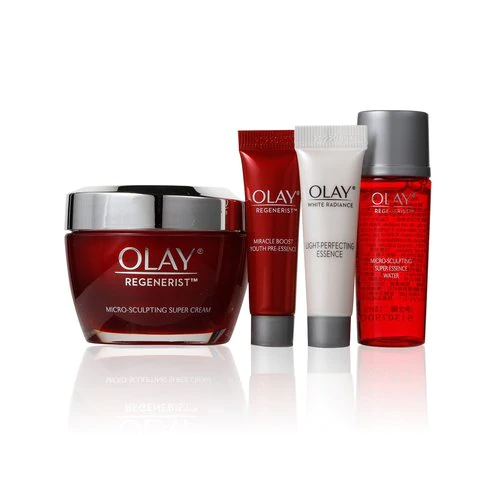 OLAY®
REGENERIST™
MICRO-SCULPTING SUPER CREAM
OLAY®
REGENERIST™
MIRACLE BOOST
YOUTH PRE-ESSENCE
OLAY®
WHITE RADIANCE
LIGHT-PERFECTING
ESSENCE
OLAY®
REGENERIST™
MICRO-SCULPTING
SUPER ESSENCE
WATER